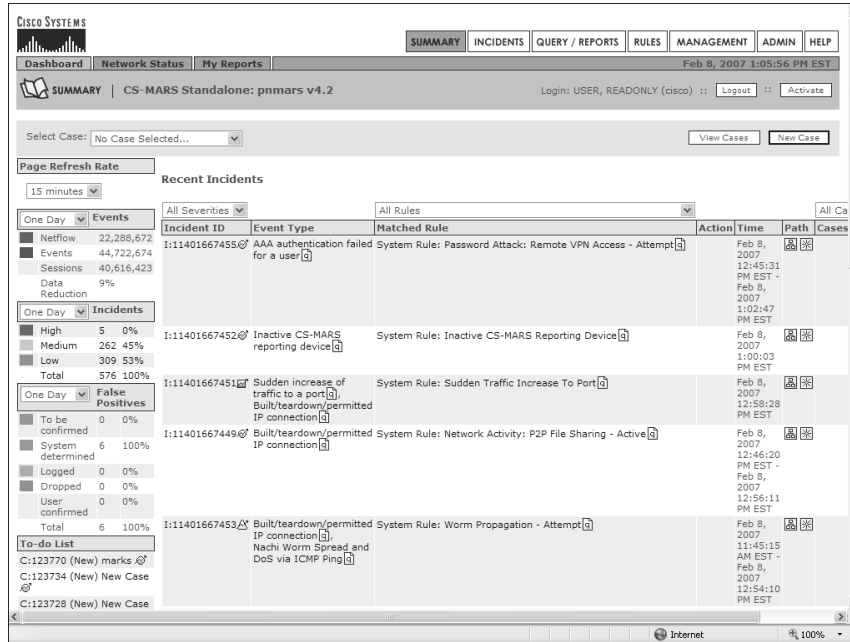 CISCO SYSTEMS
SUMMARY INCIDENTS QUERY / REPORTS RULES MANAGEMENT ADMIN HELP
Dashboard Network Status My Reports Feb 8, 2007 1:05:56 PM EST
SUMMARY | CS-MARS Standalone: pnmars v4.2 Login: USER, READONLY (cisco) :: Logout :: Activate
Select Case: No Case Selected... View Cases New Case
Page Refresh Rate
15 minutes
One Day Events
Netflow 22,288,672
Events 44,722,674
Sessions 40,616,423
Data Reduction 9%
One Day Incidents
High 5 0%
Medium 262 45%
Low 309 53%
Total 576 100%
One Day False Positives
To be confirmed 0 0%
System determined 6 100%
Logged 0 0%
Dropped 0 0%
User confirmed 0 0%
Total 6 100%
To-do List
C:123770 (New) marks
C:123734 (New) New Case
C:123728 (New) New Case
Recent Incidents
All Severities All Rules All Ca
Incident ID Event Type Matched Rule Action Time Path Cases
I:11401667455 AAA authentication failed for a user q System Rule: Password Attack: Remote VPN Access - Attempt q Feb 8, 2007 12:45:31 PM EST - Feb 8, 2007 1:02:47 PM EST
I:11401667452 Inactive CS-MARS reporting device q System Rule: Inactive CS-MARS Reporting Device q Feb 8, 2007 1:00:03 PM EST
I:11401667451 Sudden increase of traffic to a port q, Built/teardown/permitted IP connection q System Rule: Sudden Traffic Increase To Port q Feb 8, 2007 12:58:28 PM EST
I:11401667449 Built/teardown/permitted IP connection q System Rule: Network Activity: P2P File Sharing - Active q Feb 8, 2007 12:46:20 PM EST - Feb 8, 2007 12:56:11 PM EST
I:11401667453 Built/teardown/permitted IP connection q, Nachi Worm Spread and DoS via ICMP Ping q System Rule: Worm Propagation - Attempt q Feb 8, 2007 11:45:15 AM EST - Feb 8, 2007 12:54:10 PM EST
Internet 100%